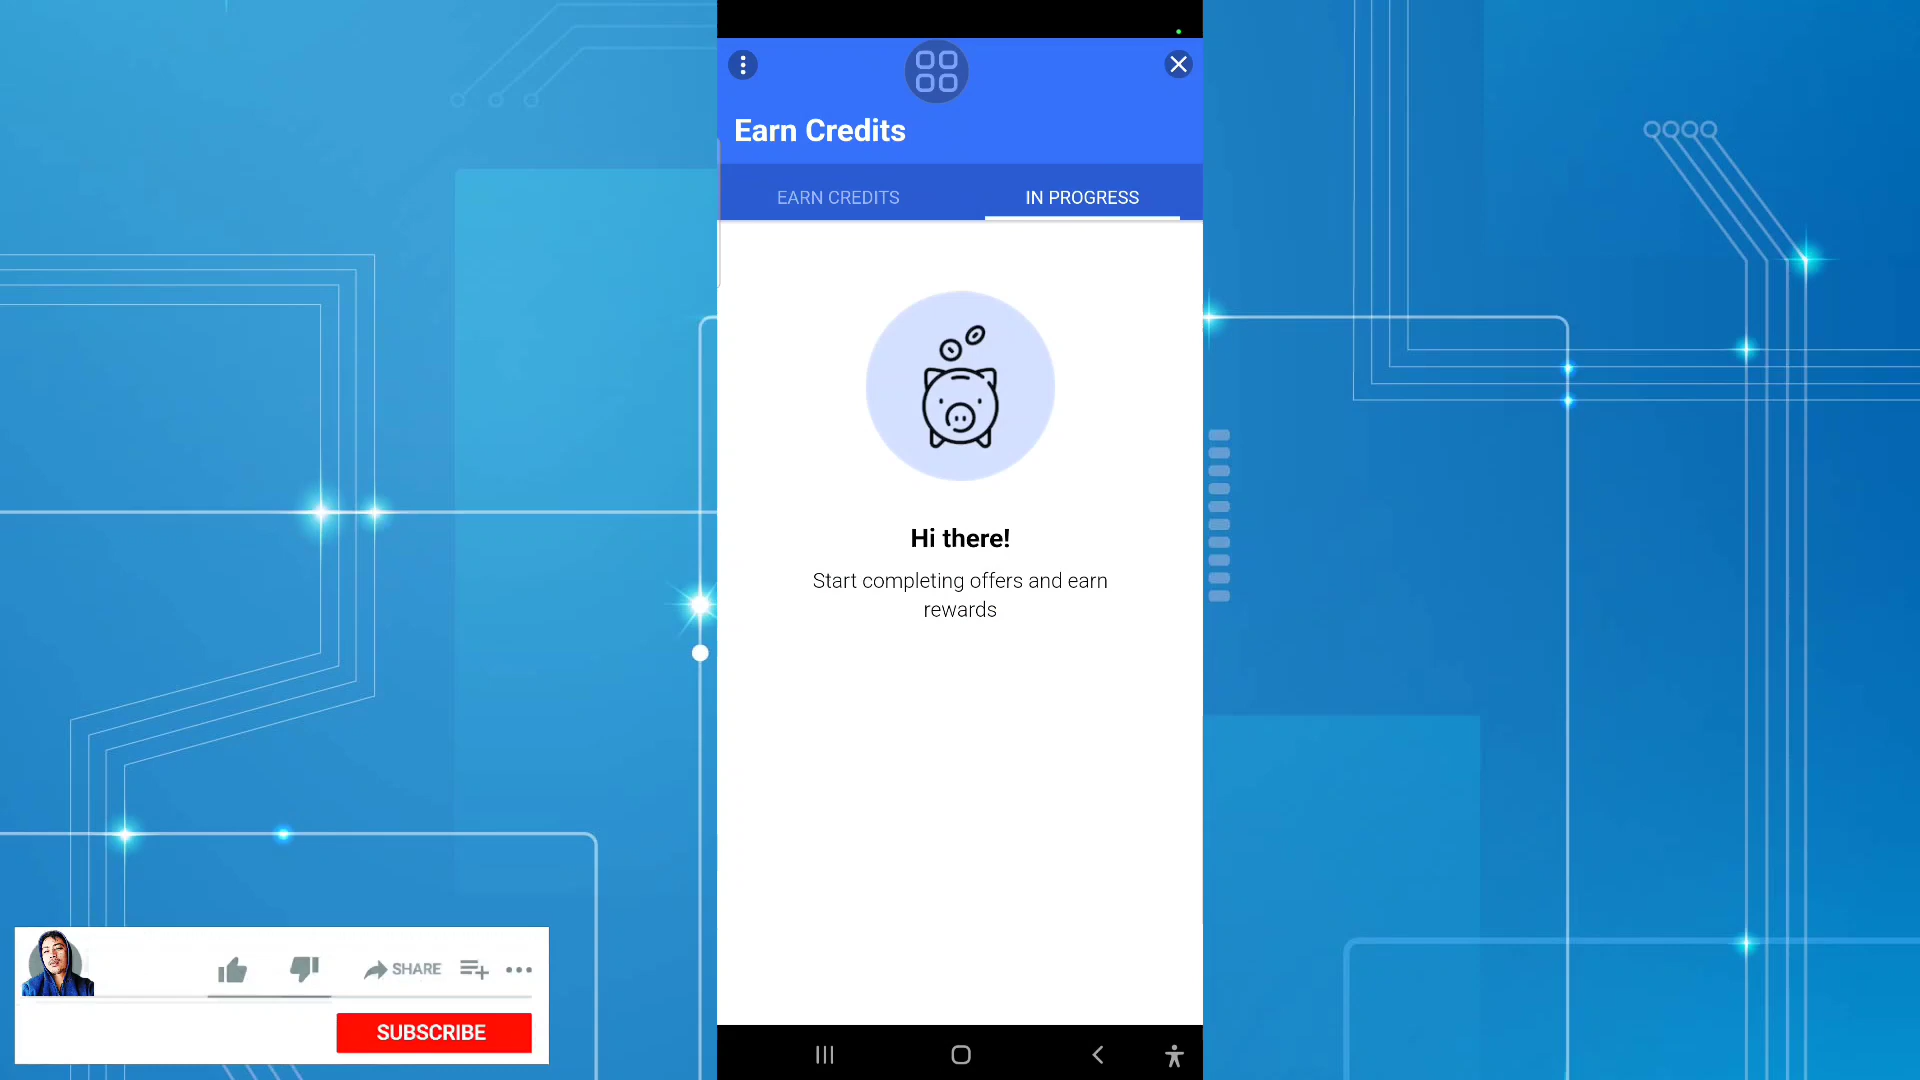 Earn Credits
EARN CREDITS
IN PROGRESS
Hi there!
Start completing offers and earn
rewards
SHARE
SUBSCRIBE